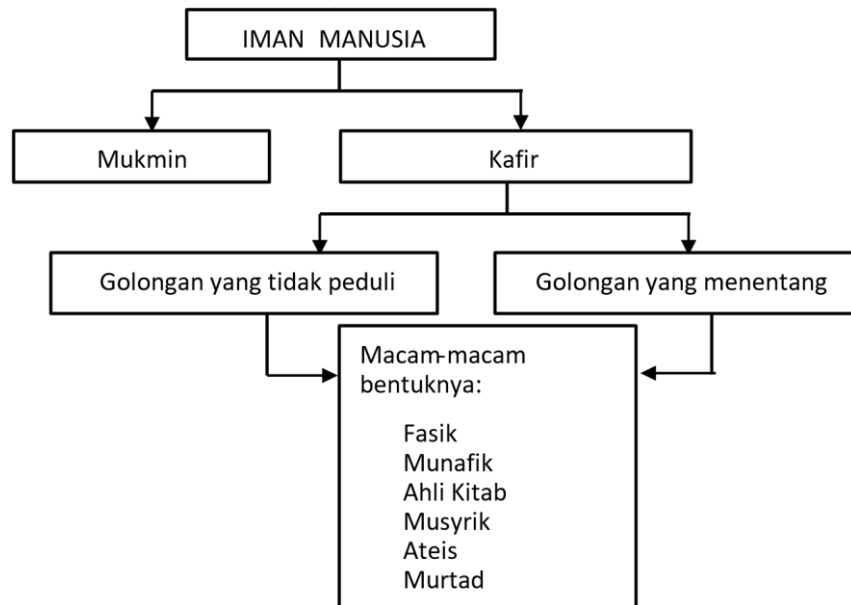 IMAN MANUSIA
Mukmin
Kafir
Golongan yang tidak peduli
Golongan yang menentang
Macam-macam
bentuknya:
Fasik
Munafik
Ahli Kitab
Musyrik
Ateis
Murtad